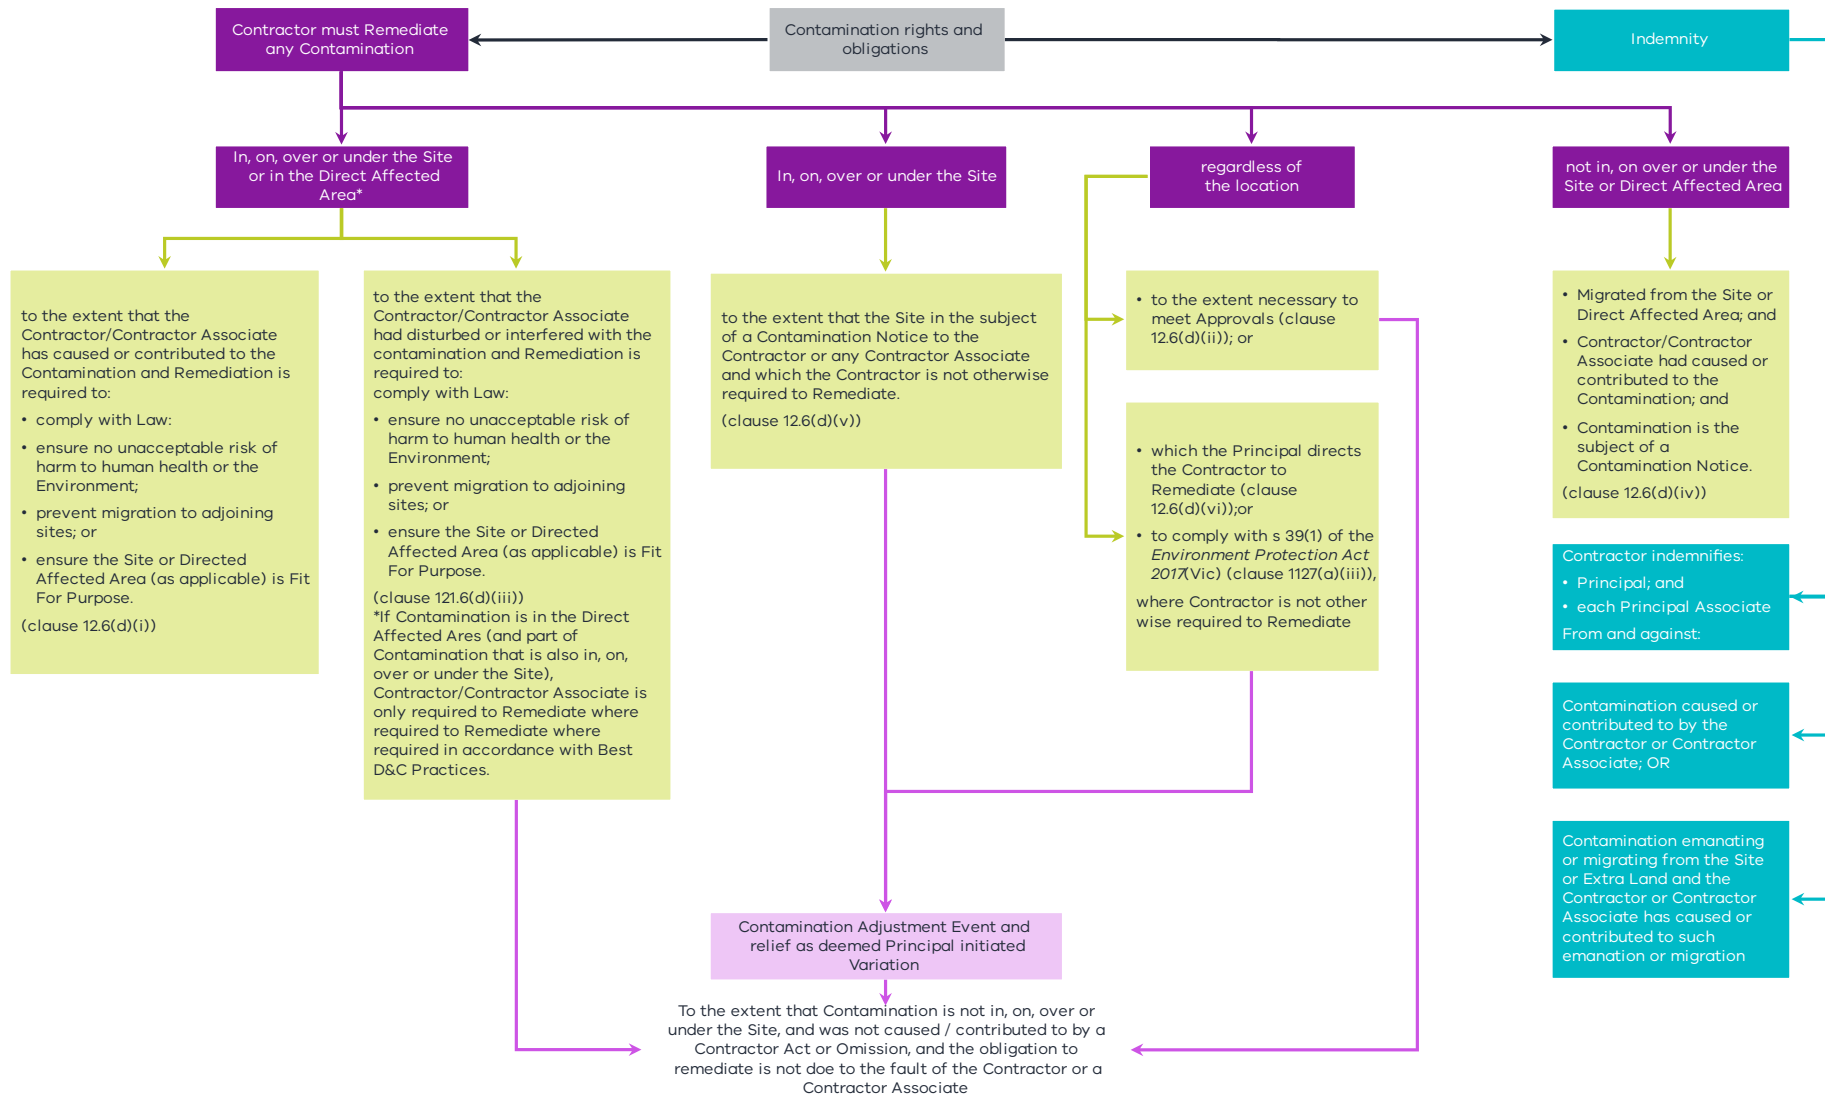 Contractor must Remediate
any Contamination
Contamination rights and
obligations
Indemnity
In, on, over or under the Site
or in the Direct Affected
Area*
In, on, over or under the Site
regardless of
the location
not in, on over or under the
Site or Direct Affected Area
to the extent that the
Contractor/Contractor Associate
has caused or contributed to the
Contamination and Remediation is
required to:
• comply with Law:
• ensure no unacceptable risk of
harm to human health or the
Environment;
• prevent migration to adjoining
sites; or
• ensure the Site or Directed
Affected Area (as applicable) is Fit
For Purpose.
(clause 12.6(d)(i))
to the extent that the
Contractor/Contractor Associate
had disturbed or interfered with the
contamination and Remediation is
required to:
comply with Law:
• ensure no unacceptable risk of
harm to human health or the
Environment;
• prevent migration to adjoining
sites; or
• ensure the Site or Directed
Affected Area (as applicable) is Fit
For Purpose.
(clause 121.6(d)(iii))
*If Contamination is in the Direct
Affected Ares (and part of
Contamination that is also in, on,
over or under the Site),
Contractor/Contractor Associate is
only required to Remediate where
required to Remediate where
required in accordance with Best
D&C Practices.
to the extent that the Site in the subject
of a Contamination Notice to the
Contractor or any Contractor Associate
and which the Contractor is not otherwise
required to Remediate.
(clause 12.6(d)(v))
• to the extent necessary to
meet Approvals (clause
12.6(d)(ii)); or
• which the Principal directs
the Contractor to
Remediate (clause
12.6(d)(vi));or
• to comply with s 39(1) of the
Environment Protection Act
2017(Vic) (clause 1127(a)(iii)),
where Contractor is not other
wise required to Remediate
• Migrated from the Site or
Direct Affected Area; and
• Contractor/Contractor
Associate had caused or
contributed to the
Contamination; and
• Contamination is the
subject of a
Contamination Notice.
(clause 12.6(d)(iv))
Contractor indemnifies:
• Principal; and
• each Principal Associate
From and against:
Contamination caused or
contributed to by the
Contractor or Contractor
Associate; OR
Contamination emanating
or migrating from the Site
or Extra Land and the
Contractor or Contractor
Associate has caused or
contributed to such
emanation or migration
Contamination Adjustment Event and
relief as deemed Principal initiated
Variation
To the extent that Contamination is not in, on, over or
under the Site, and was not caused / contributed to by a
Contractor Act or Omission, and the obligation to
remediate is not doe to the fault of the Contractor or a
Contractor Associate